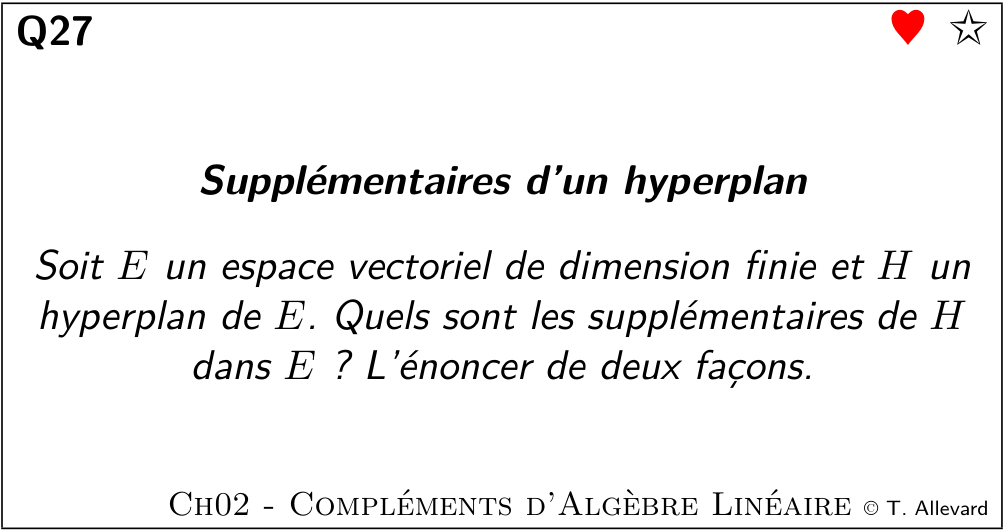 Q27
Supplémentaires d'un hyperplan
Soit E un espace vectoriel de dimension finie et H un
hyperplan de E. Quels sont les supplémentaires de H
dans E ? L'énoncer de deux façons.
Ch02 - Compléments d'Algèbre Linéaire © T. Allevard